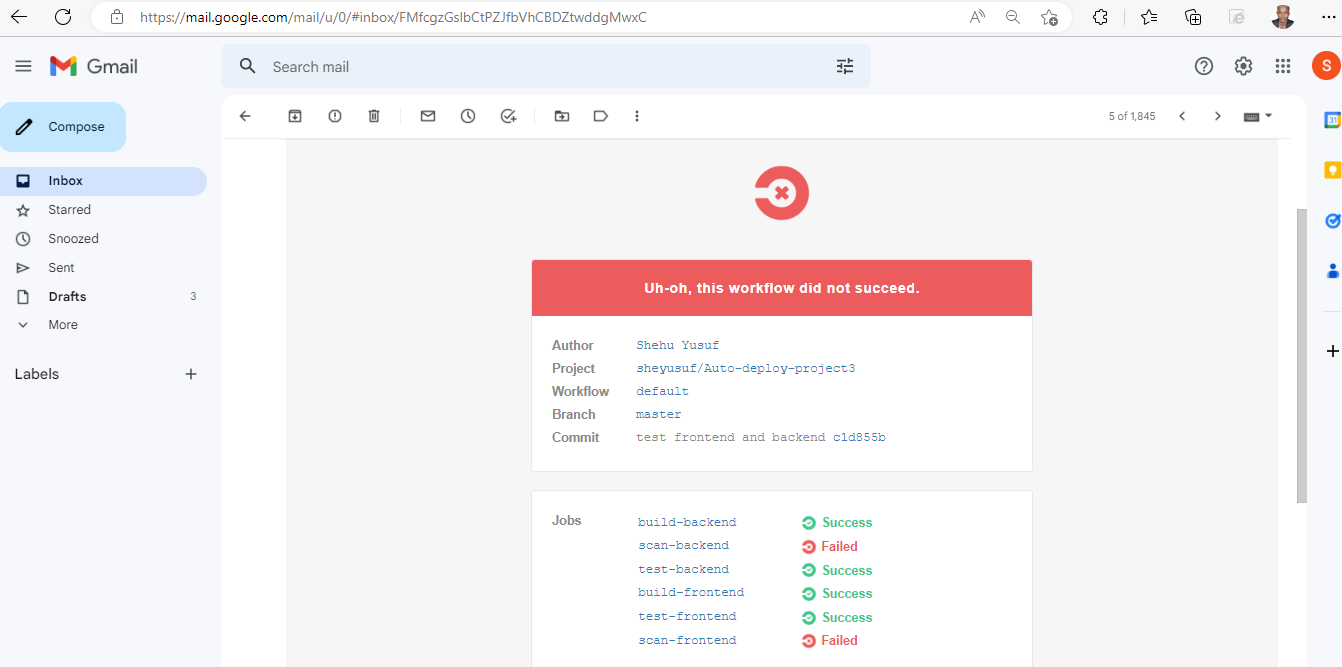 https://mail.google.com/mail/u/0/#inbox/FMfcgzGslbCtPZJfbVhCBDZtwddgMwxC
Gmail
Search mail
S
Compose
5 of 1,845
31
Inbox
Starred
Snoozed
Sent
Drafts 3
More
Labels
Uh-oh, this workflow did not succeed.
Author Shehu Yusuf
Project sheyusuf/Auto-deploy-project3
Workflow default
Branch master
Commit test frontend and backend c1d855b
Jobs build-backend Success
scan-backend Failed
test-backend Success
build-frontend Success
test-frontend Success
scan-frontend Failed